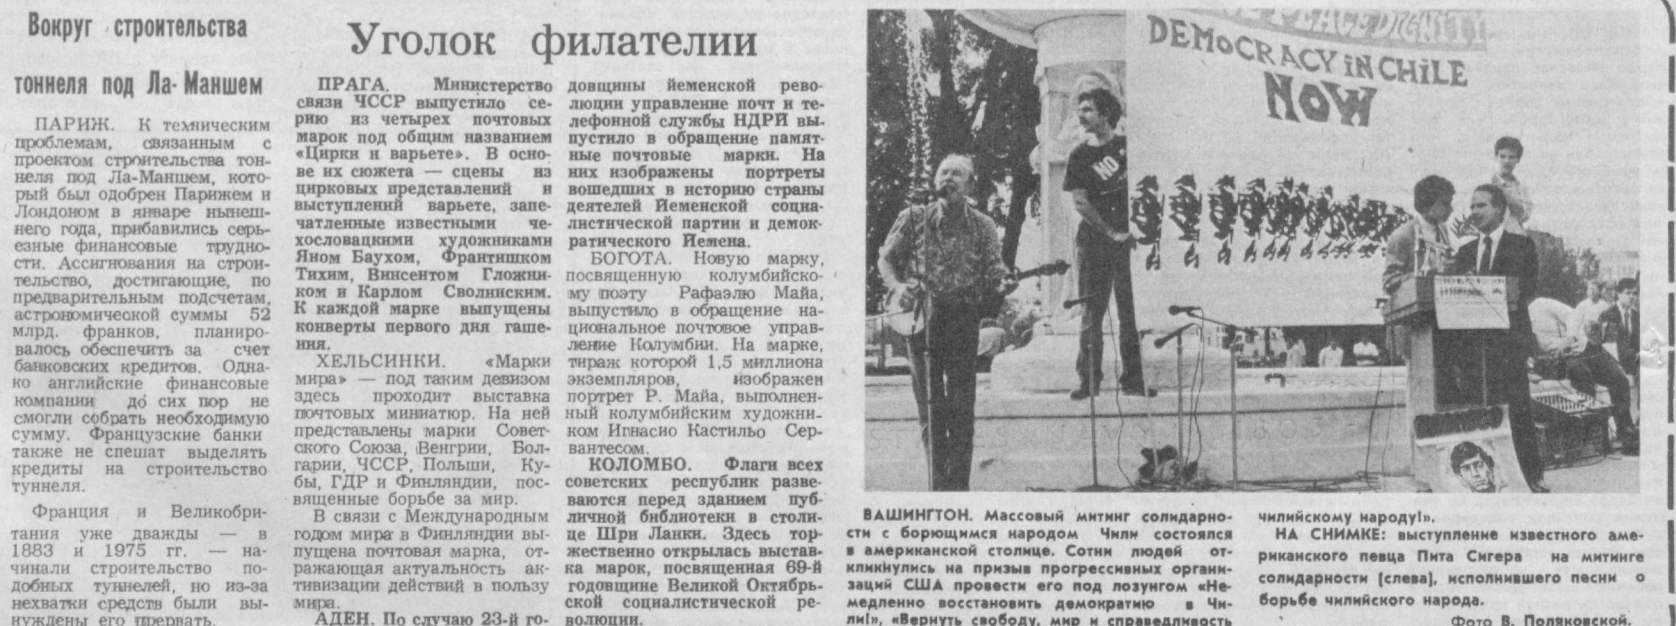 Вокруг строительства
тоннеля под Ла-Маншем
ПАРИЖ. К техническим
проблемам, связанным с
проектом строительства тон-
неля под Ла-Маншем, кото-
рый был одобрен Парижем и
Лондоном в январе нынеш-
него года, прибавились серь-
езные финансовые трудно-
сти. Ассигнования на строи-
тельство, достигающие, по
предварительным подсчетам,
астрономической суммы 52
млрд. франков, планиро-
валось обеспечить за счет
банковских кредитов. Одна-
ко английские финансовые
компании до сих пор не
смогли собрать необходимую
сумму. Французские банки
также не спешат выделять
кредиты на строительство
туннеля.
Франция и Великобри-
тания уже дважды — в
1883 и 1975 гг. — на-
чинали строительство по-
добных туннелей, но из-за
нехватки средств были вы-
нуждены его прервать.
Уголок филателии
ПРАГА. Министерство
связи ЧССР выпустило се-
рию из четырех почтовых
марок под общим названием
«Цирки и варьете». В осно-
ве их сюжета — сцены из
цирковых представлений и
выступлений варьете, запе-
чатленные известными че-
хословацкими художниками
Яном Баухом, Франтишком
Тихим, Винсентом Гложни-
ком и Карлом Сволинским.
К каждой марке выпущены
конверты первого дня гаше-
ния.
ХЕЛЬСИНКИ. «Марки
мира» — под таким девизом
здесь проходит выставка
почтовых миниатюр. На ней
представлены марки Совет-
ского Союза, Венгрии, Бол-
гарии, ЧССР, Польши, Ку-
бы, ГДР и Финляндии, пос-
вященные борьбе за мир.
В связи с Международным
годом мира в Финляндии вы-
пущена почтовая марка, от-
ражающая актуальность ак-
тивизации действий в пользу
мира.
АДЕН. По случаю 23-й го-
довщины йеменской рево-
люции управление почт и те-
лефонной службы НДРЙ вы-
пустило в обращение памят-
ные почтовые марки. На
них изображены портреты
вошедших в историю страны
деятелей Йеменской социа-
листической партии и демок-
ратического Йемена.
БОГОТА. Новую марку,
посвященную колумбийско-
му поэту Рафаэлю Майа,
выпустило в обращение на-
циональное почтовое управ-
ление Колумбии. На марке,
тираж которой 1,5 миллиона
экземпляров, изображен
портрет Р. Майа, выполнен-
ный колумбийским художни-
ком Игнасио Кастильо Сер-
вантесом.
КОЛОМБО. Флаги всех
советских республик разве-
ваются перед зданием пуб-
личной библиотеки в столи-
це Шри Ланки. Здесь тор-
жественно открылась выстав-
ка марок, посвященная 69-й
годовщине Великой Октябрь-
ской социалистической ре-
волюции.
PEACE DIGNITY
DEMOCRACY IN CHILE
NOW
NO
ВАШИНГТОН. Массовый митинг солидарно-
сти с борющимся народом Чили состоялся
в американской столице. Сотни людей от-
кликнулись на призыв прогрессивных органи-
заций США провести его под лозунгом «Не-
медленно восстановить демократию в Чи-
ли!», «Вернуть свободу, мир и справедливость
чилийскому народу!».
НА СНИМКЕ: выступление известного аме-
риканского певца Пита Сигера на митинге
солидарности (слева), исполнившего песни о
борьбе чилийского народа.
Фото В. Поляковской.